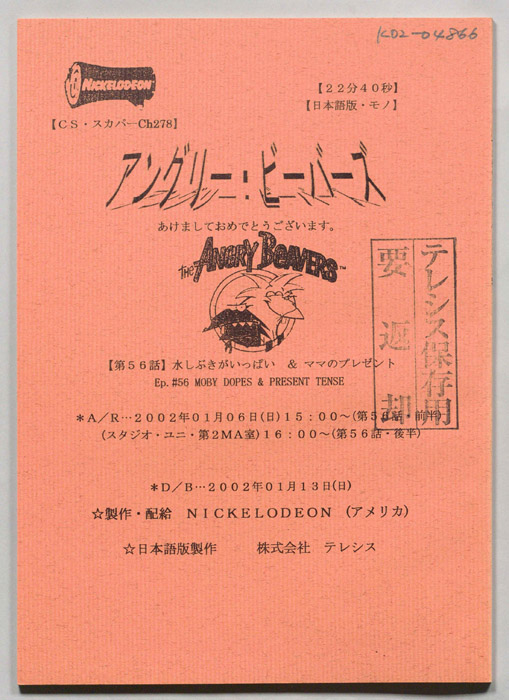 KD2-04866
NICKELODEON
【22分40秒】
【日本語版・モノ】
【CS・スカパーCh278】
アングリー:ビーバーズ
あけましておめでとうございます。
THE ANGRY BEAVERS™
テレシス保存用
要返却
【第56話】水しぶきがいっぱい & ママのプレゼント
Ep. #56 MOBY DOPES & PRESENT TENSE
*A/R…2002年01月06日(日)15:00~(第56話・前半)
(スタジオ・ユニ・第2MA室)16:00~(第56話・後半)
*D/B…2002年01月13日(日)
☆製作・配給 NICKELODEON (アメリカ)
☆日本語版製作 株式会社 テレシス